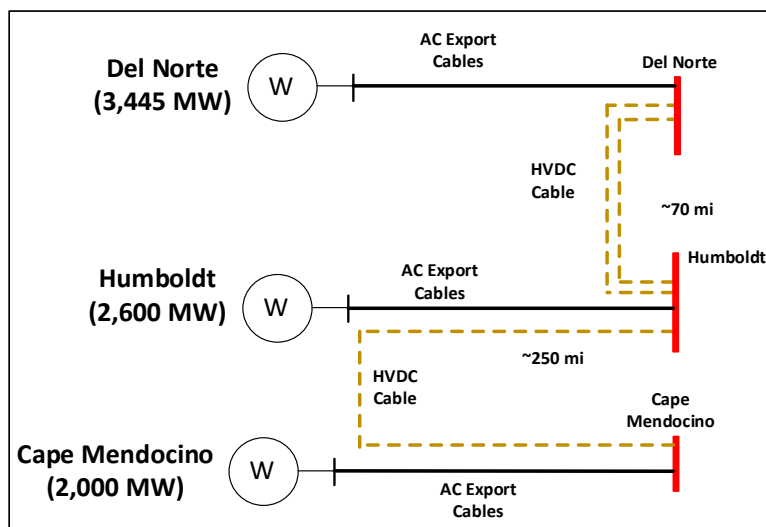 AC Export
Cables
Del Norte
Del Norte
(3,445 MW)
W
HVDC
Cable
~70 mi
Humboldt
AC Export
Cables
Humboldt
(2,600 MW)
W
~250 mi
HVDC
Cable
Cape
Mendocino
Cape Mendocino
(2,000 MW)
W
AC Export
Cables